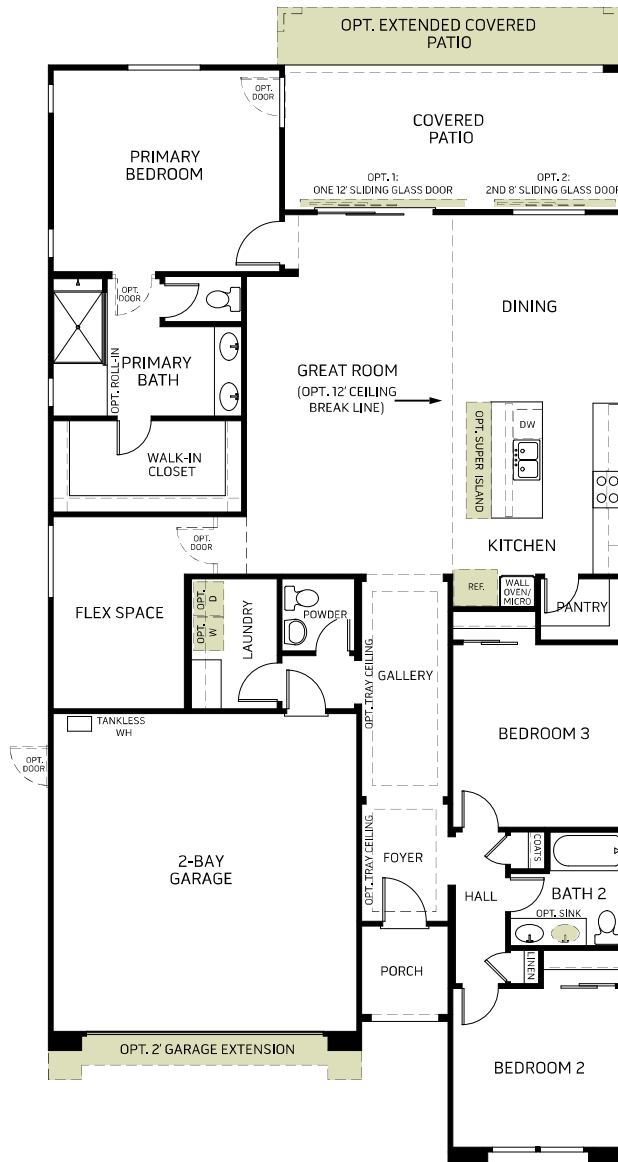 OPT. EXTENDED COVERED
PATIO
OPT.
DOOR
COVERED
PATIO
PRIMARY
BEDROOM
OPT. 1:
ONE 12' SLIDING GLASS DOOR
OPT. 2:
2ND 8' SLIDING GLASS DOOR
OPT.
DOOR
DINING
OPT. ROLL-IN
PRIMARY
BATH
GREAT ROOM
(OPT. 12' CEILING
BREAK LINE)
OPT. SUPER ISLAND
DW
WALK-IN
CLOSET
OPT.
DOOR
KITCHEN
REF.
WALL
OVEN/
MICRO
PANTRY
FLEX SPACE
OPT. D
OPT. W
LAUNDRY
POWDER
OPT. TRAY CEILING
GALLERY
TANKLESS
WH
BEDROOM 3
OPT.
DOOR
2-BAY
GARAGE
OPT. TRAY CEILING
FOYER
COATS
HALL
BATH 2
OPT. SINK
PORCH
LINEN
OPT. 2' GARAGE EXTENSION
BEDROOM 2